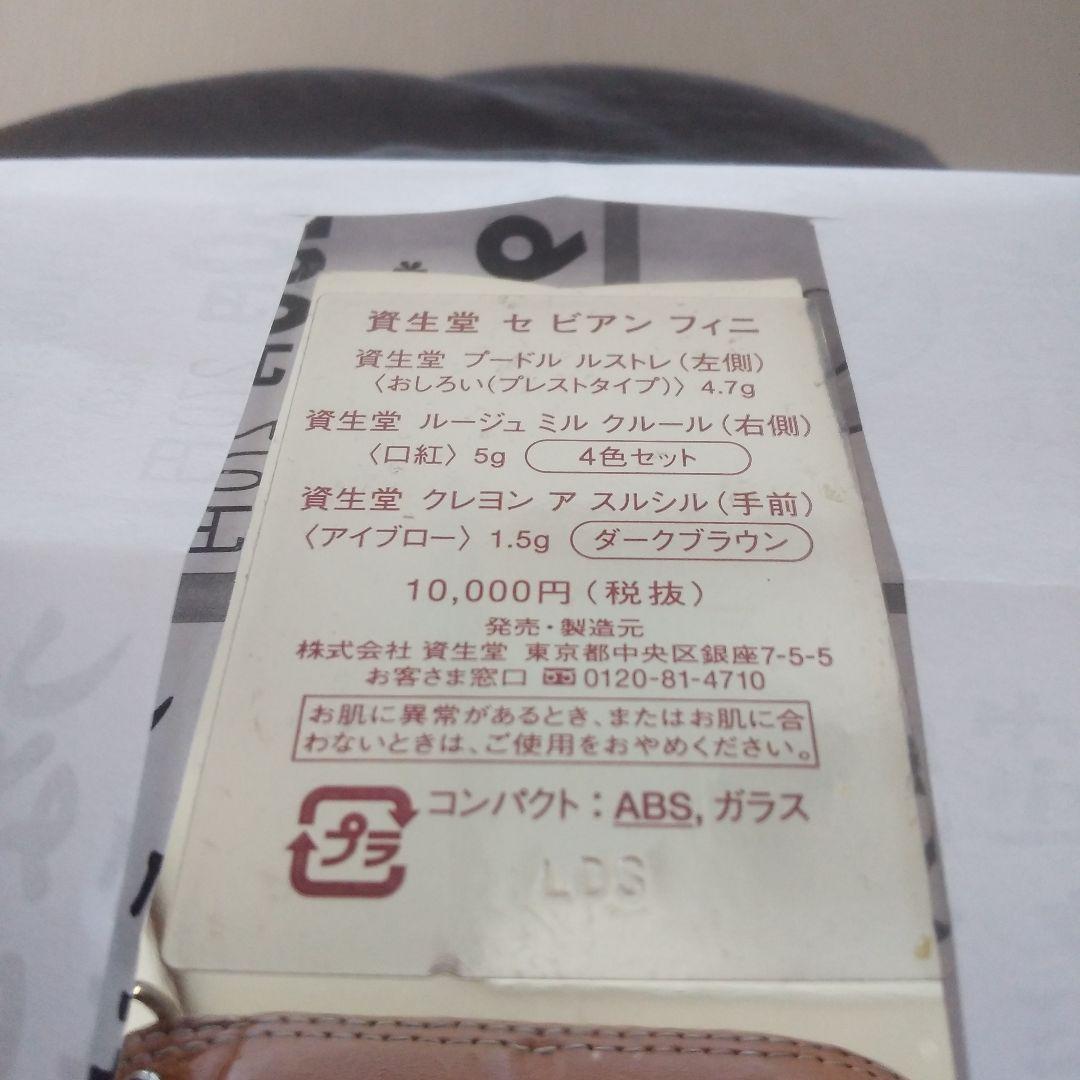 資生堂 セ ビアン フィニ
資生堂 プードル ルストレ(左側)
〈おしろい(プレストタイプ)〉 4.7g
資生堂 ルージュ ミル クルール(右側)
〈口紅〉 5g 4色セット
資生堂 クレヨン ア スルシル(手前)
〈アイブロー〉 1.5g ダークブラウン
10,000円(税抜)
発売・製造元
株式会社 資生堂 東京都中央区銀座7-5-5
お客さま窓口 0120-81-4710
お肌に異常があるとき、またはお肌に合
わないときは、ご使用をおやめください。
プラ
コンパクト：ABS, ガラス
LDS